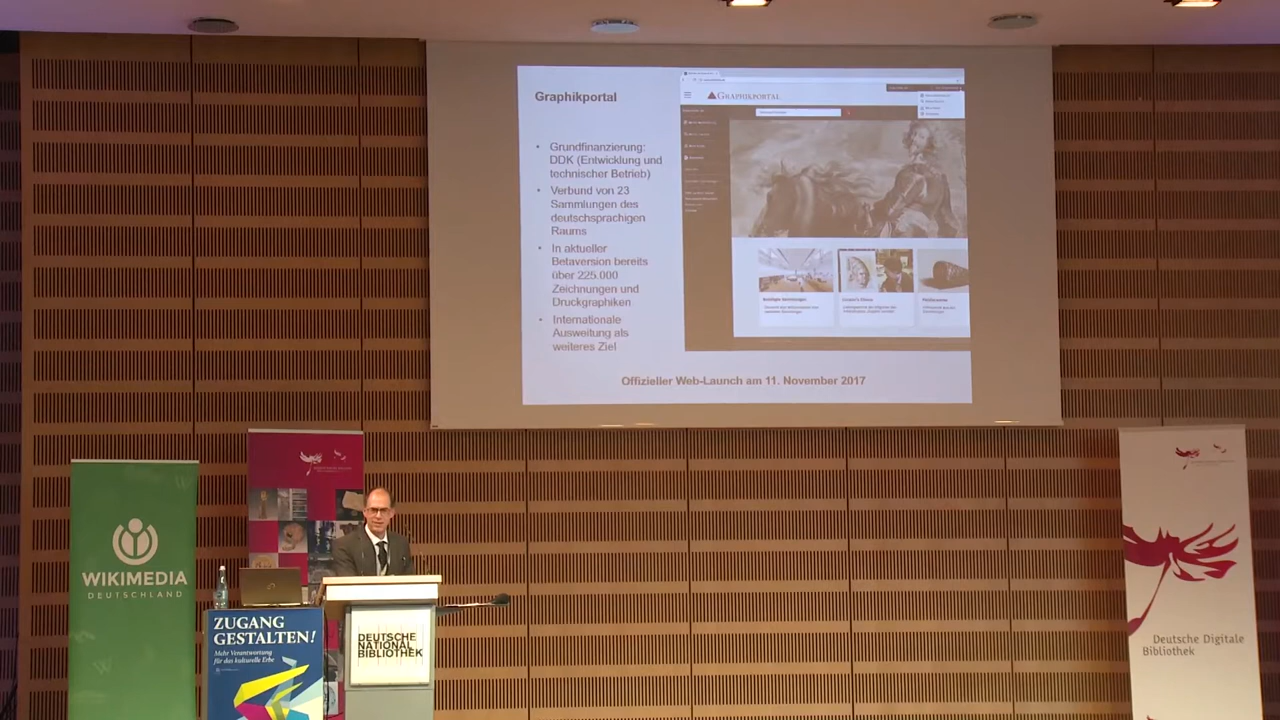 Graphikportal
• Grundfinanzierung:
DDK (Entwicklung und
technischer Betrieb)
• Verbund von 23
Sammlungen des
deutschsprachigen
Raums
• In aktueller
Betaversion bereits
über 225.000
Zeichnungen und
Druckgraphiken
• Internationale
Ausweitung als
weiteres Ziel
GRAPHIKPORTAL
Offizieller Web-Launch am 11. November 2017
WIKIMEDIA
DEUTSCHLAND
ZUGANG
GESTALTEN!
Mehr Verantwortung
für das kulturelle Erbe
DEUTSCHE
NATIONAL
BIBLIOTHEK
Deutsche Digitale
Bibliothek